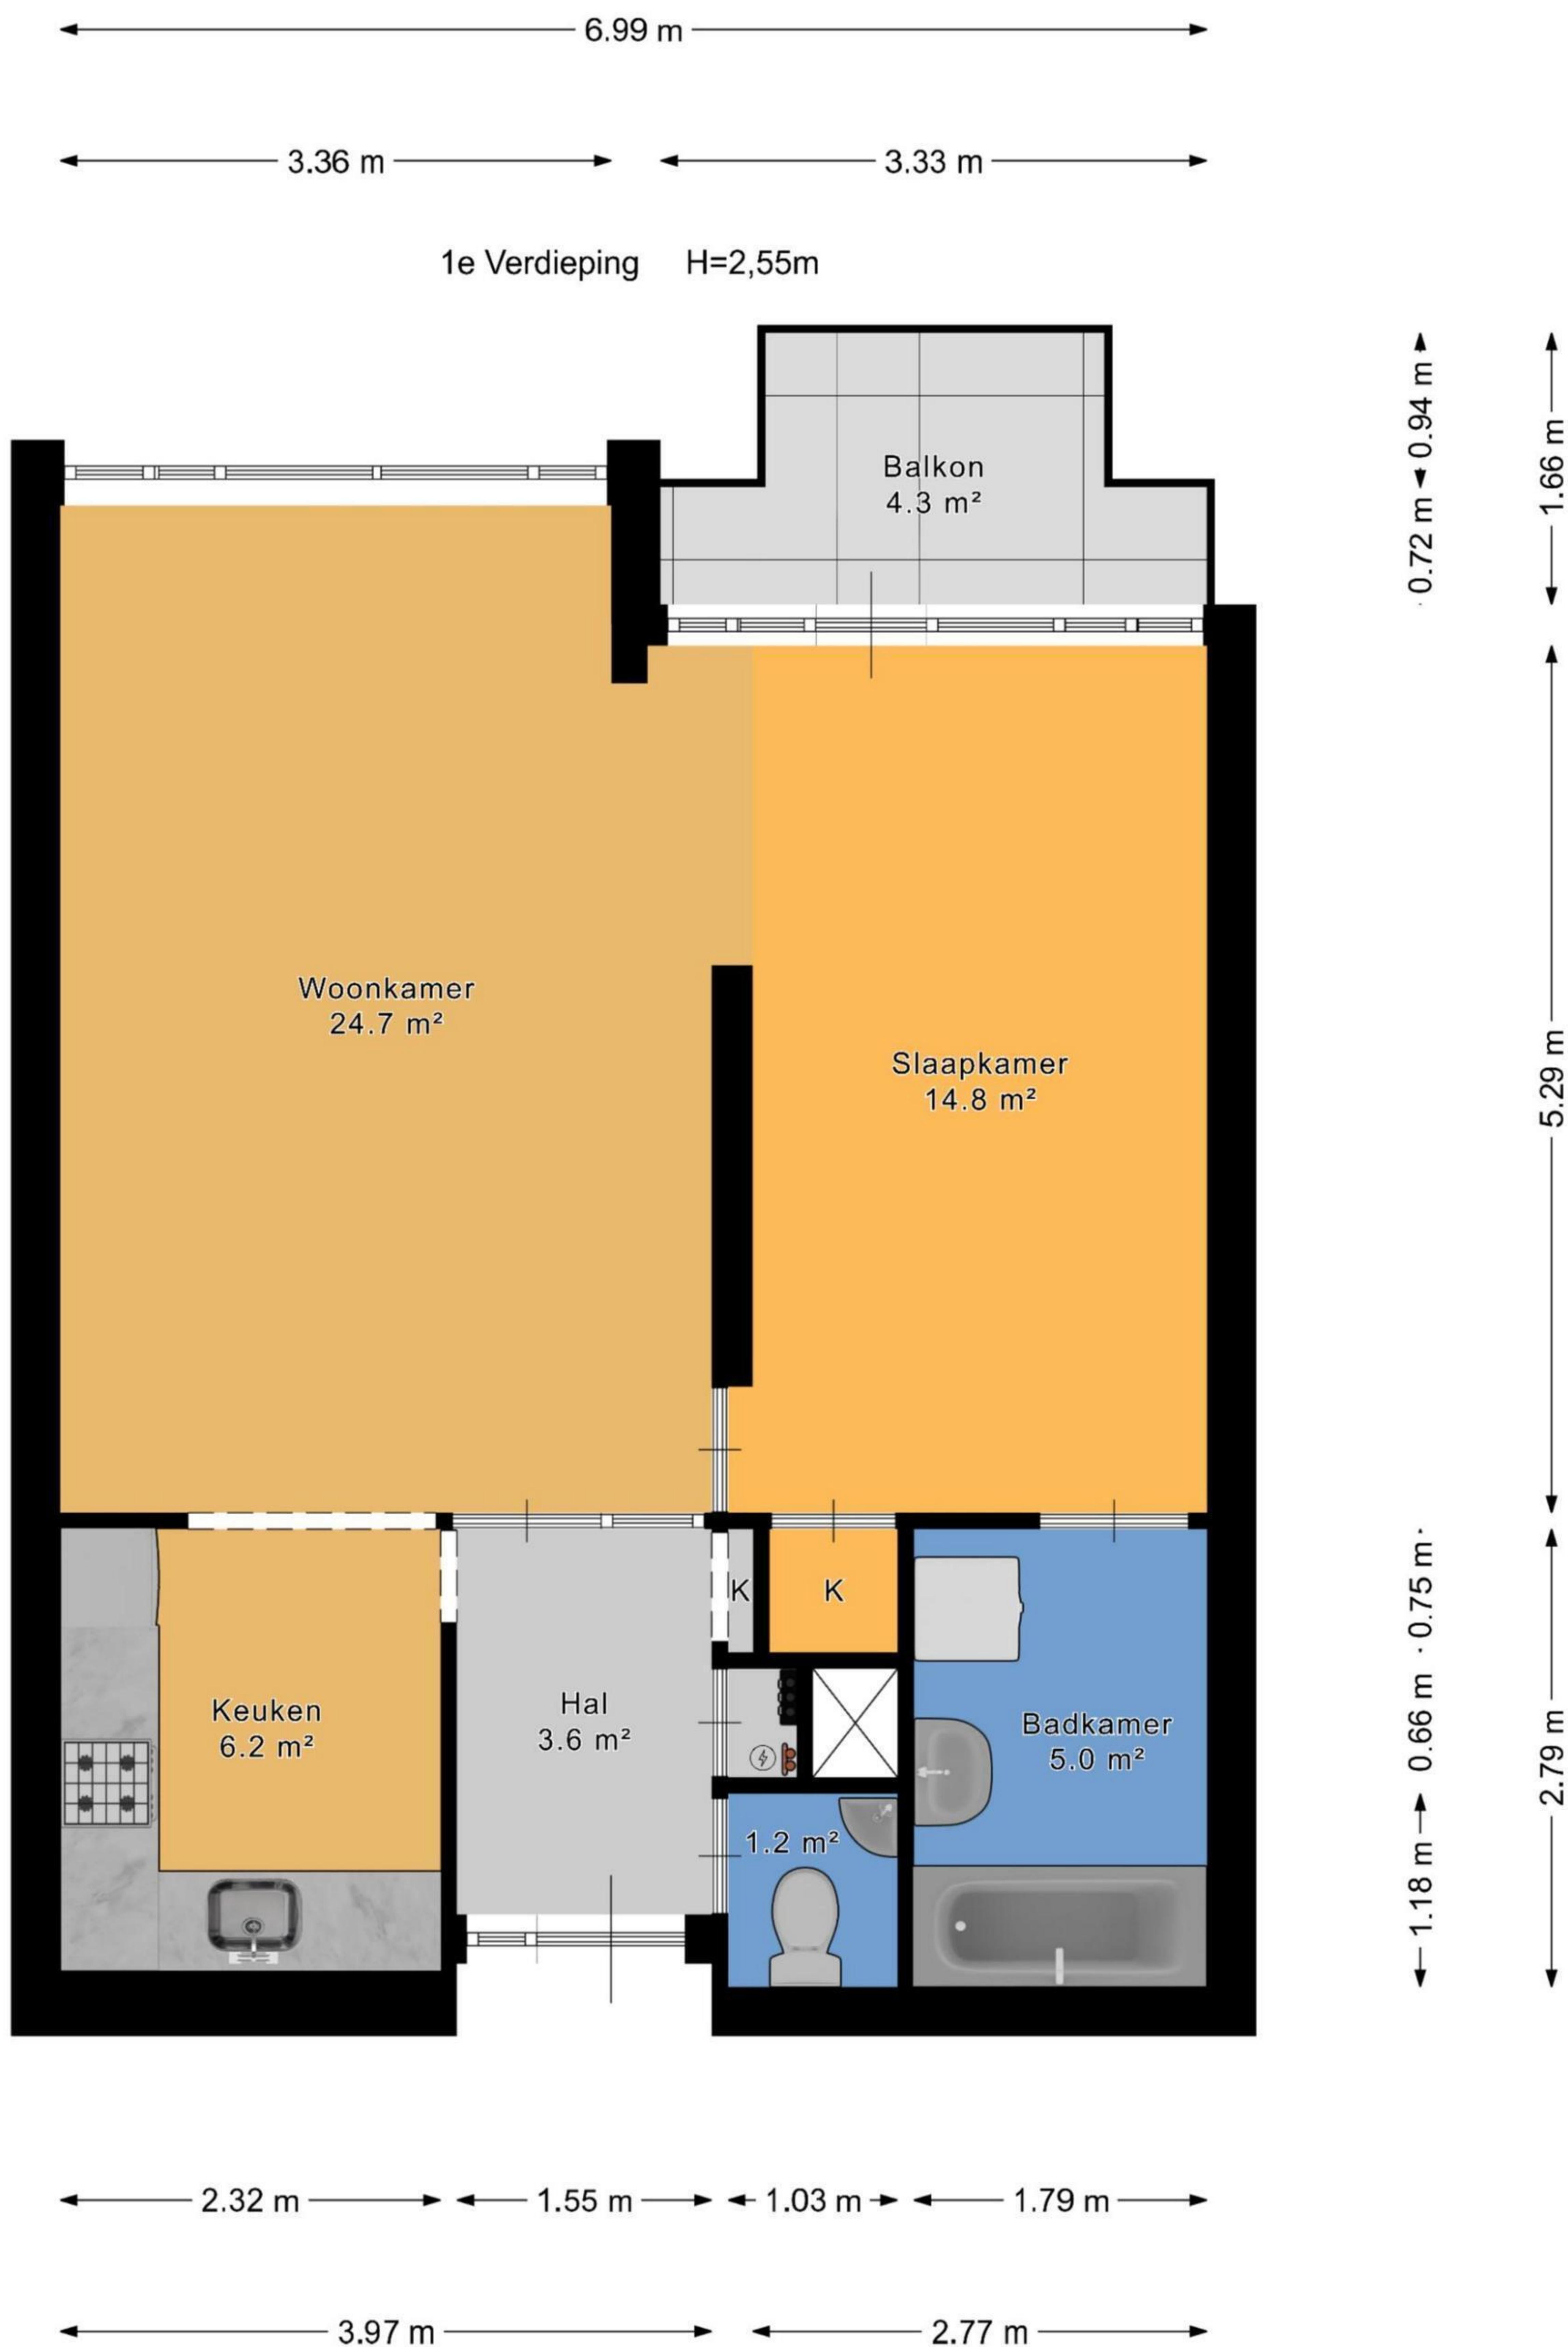 6.99 m
3.36 m
3.33 m
1e Verdieping H=2,55m
Balkon
4.3 m²
0.94 m
0.72 m
1.66 m
Woonkamer
24.7 m²
Slaapkamer
14.8 m²
5.29 m
K
K
Keuken
6.2 m²
Hal
3.6 m²
Badkamer
5.0 m²
1.2 m²
0.75 m
0.66 m
1.18 m
2.79 m
2.32 m
1.55 m
1.03 m
1.79 m
3.97 m
2.77 m